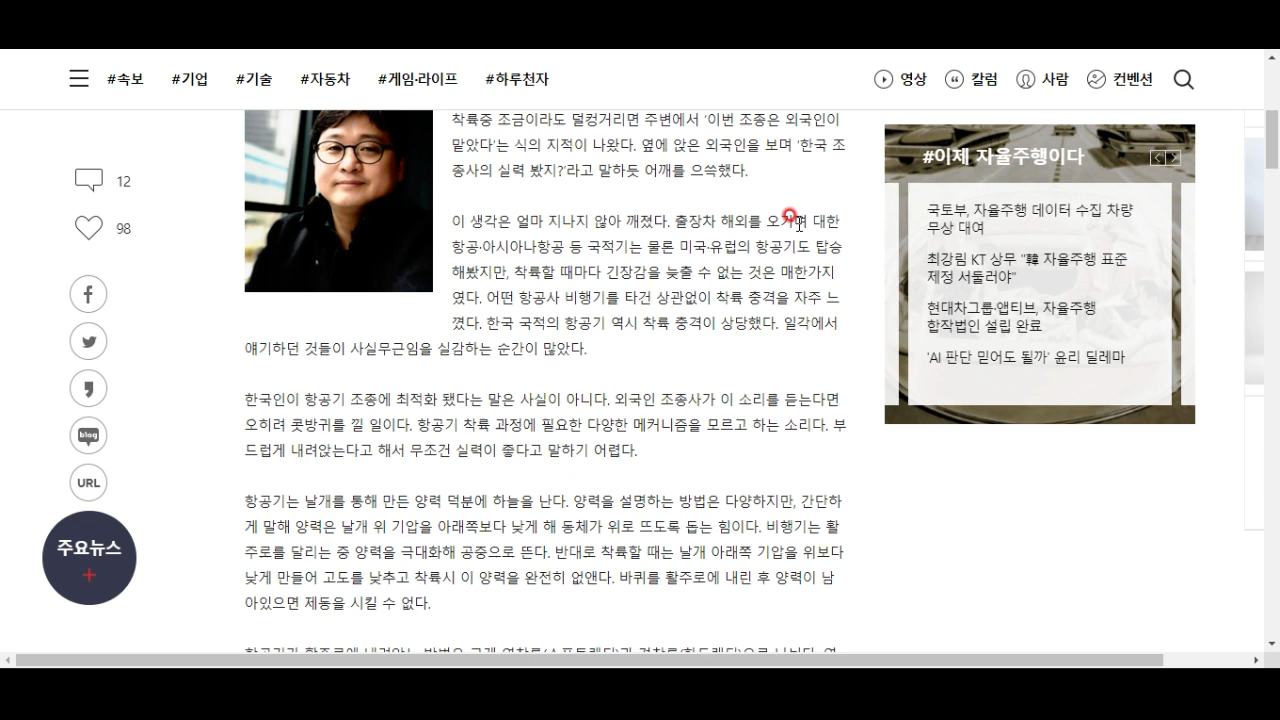 #속보 #기업 #기술 #자동차 #게임·라이프 #하루천자 영상 칼럼 사람 컨벤션
12
98
blog
URL
주요뉴스
착륙중 조금이라도 덜컹거리면 주변에서 '이번 조종은 외국인이
맡았다'는 식의 지적이 나왔다. 옆에 앉은 외국인을 보며 '한국 조
종사의 실력 봤지?'라고 말하듯 어깨를 으쓱했다.
이 생각은 얼마 지나지 않아 깨졌다. 출장차 해외를 오가며 대한
항공·아시아나항공 등 국적기는 물론 미국·유럽의 항공기도 탑승
해봤지만, 착륙할 때마다 긴장감을 늦출 수 없는 것은 매한가지
였다. 어떤 항공사 비행기를 타건 상관없이 착륙 충격을 자주 느
꼈다. 한국 국적의 항공기 역시 착륙 충격이 상당했다. 일각에서
얘기하던 것들이 사실무근임을 실감하는 순간이 많았다.
한국인이 항공기 조종에 최적화 됐다는 말은 사실이 아니다. 외국인 조종사가 이 소리를 듣는다면
오히려 콧방귀를 낄 일이다. 항공기 착륙 과정에 필요한 다양한 메커니즘을 모르고 하는 소리다. 부
드럽게 내려앉는다고 해서 무조건 실력이 좋다고 말하기 어렵다.
항공기는 날개를 통해 만든 양력 덕분에 하늘을 난다. 양력을 설명하는 방법은 다양하지만, 간단하
게 말해 양력은 날개 위 기압을 아래쪽보다 낮게 해 동체가 위로 뜨도록 돕는 힘이다. 비행기는 활
주로를 달리는 중 양력을 극대화해 공중으로 뜬다. 반대로 착륙할 때는 날개 아래쪽 기압을 위보다
낮게 만들어 고도를 낮추고 착륙시 이 양력을 완전히 없앤다. 바퀴를 활주로에 내린 후 양력이 남
아있으면 제동을 시킬 수 없다.
#이제 자율주행이다
국토부, 자율주행 데이터 수집 차량
무상 대여
최강림 KT 상무 "韓 자율주행 표준
제정 서둘러야"
현대차그룹·앱티브, 자율주행
합작법인 설립 완료
'AI 판단 믿어도 될까' 윤리 딜레마